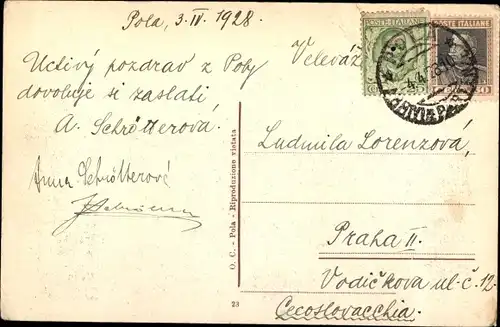 Pola, 3. IV. 1928.
Uctivý pozdrav z Poly
dovoluje si zaslati
A. Schrötterová.
Anna Schrötterová
O. C. - Pola - Riproduzione vietata
23
POSTE ITALIANE
POSTE ITALIANE
Veleváž
Ludmila Lorenzová,
Praha II.
Vodičkova ul. č. 12.
Cecoslovacchia.